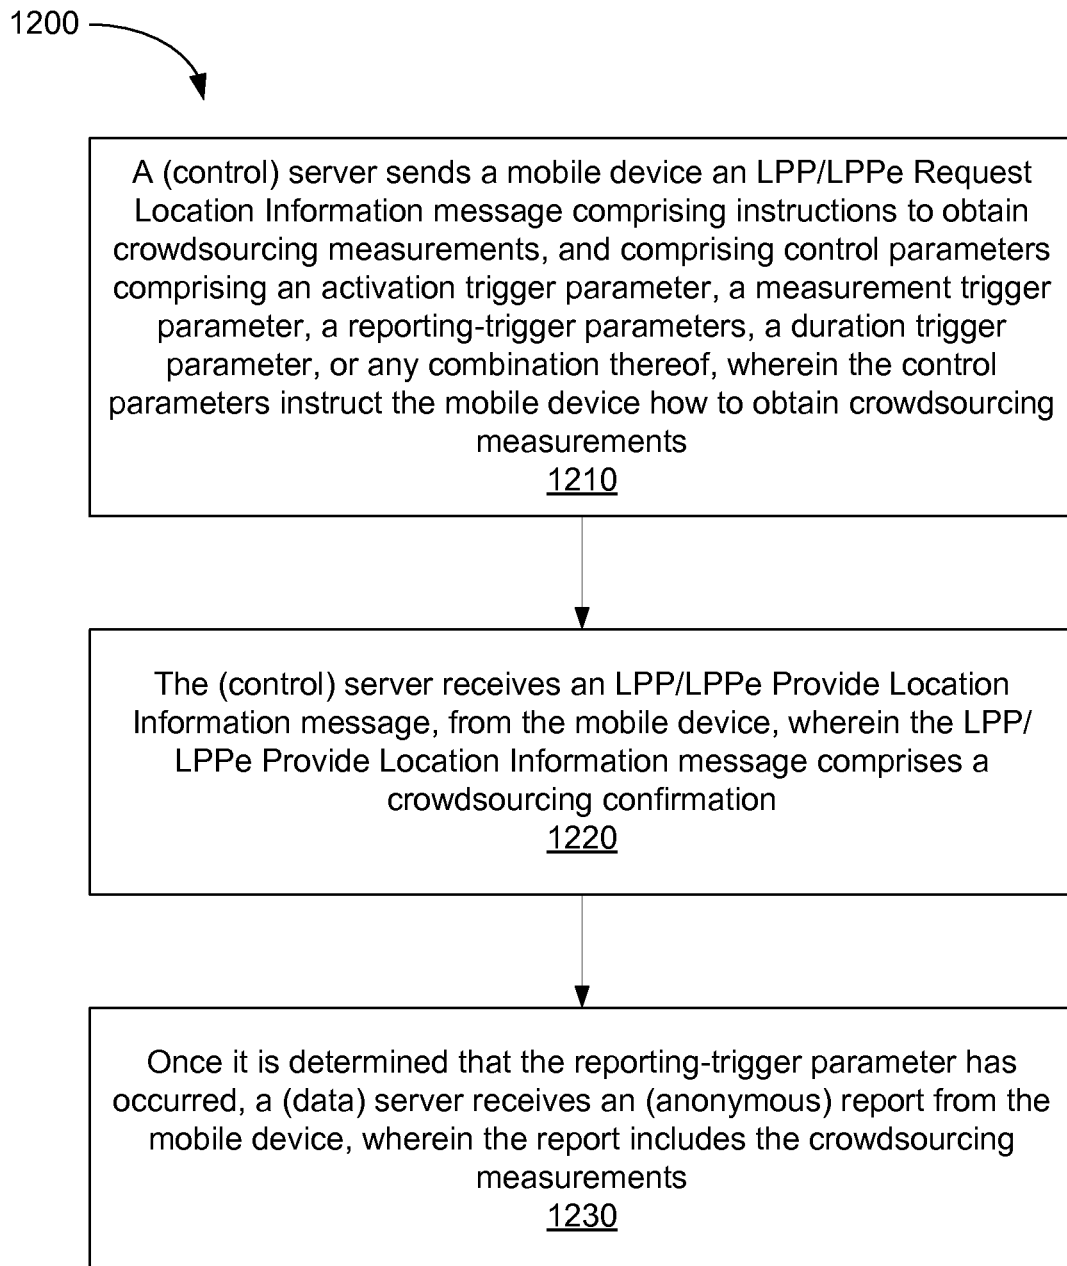 1200
A (control) server sends a mobile device an LPP/LPPe Request
Location Information message comprising instructions to obtain
crowdsourcing measurements, and comprising control parameters
comprising an activation trigger parameter, a measurement trigger
parameter, a reporting-trigger parameters, a duration trigger
parameter, or any combination thereof, wherein the control
parameters instruct the mobile device how to obtain crowdsourcing
measurements
1210
The (control) server receives an LPP/LPPe Provide Location
Information message, from the mobile device, wherein the LPP/
LPPe Provide Location Information message comprises a
crowdsourcing confirmation
1220
Once it is determined that the reporting-trigger parameter has
occurred, a (data) server receives an (anonymous) report from the
mobile device, wherein the report includes the crowdsourcing
measurements
1230